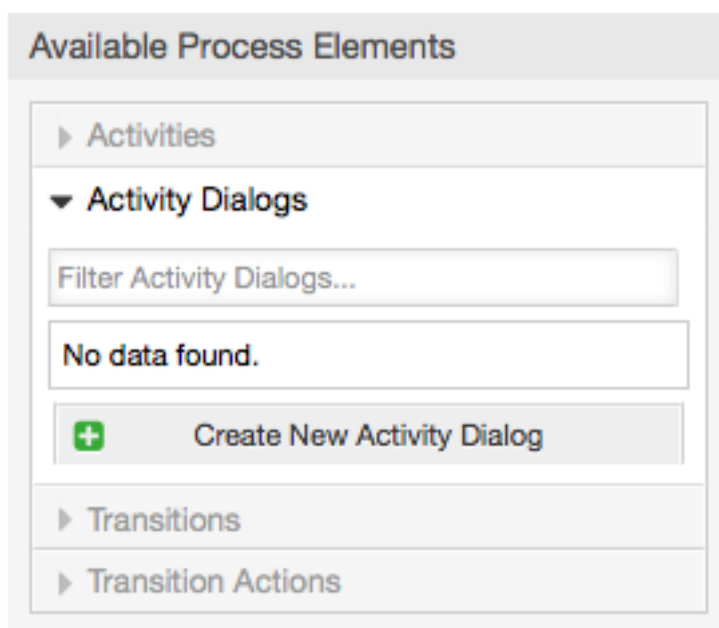 Available Process Elements
Activities
Activity Dialogs
Filter Activity Dialogs...
No data found.
Create New Activity Dialog
Transitions
Transition Actions